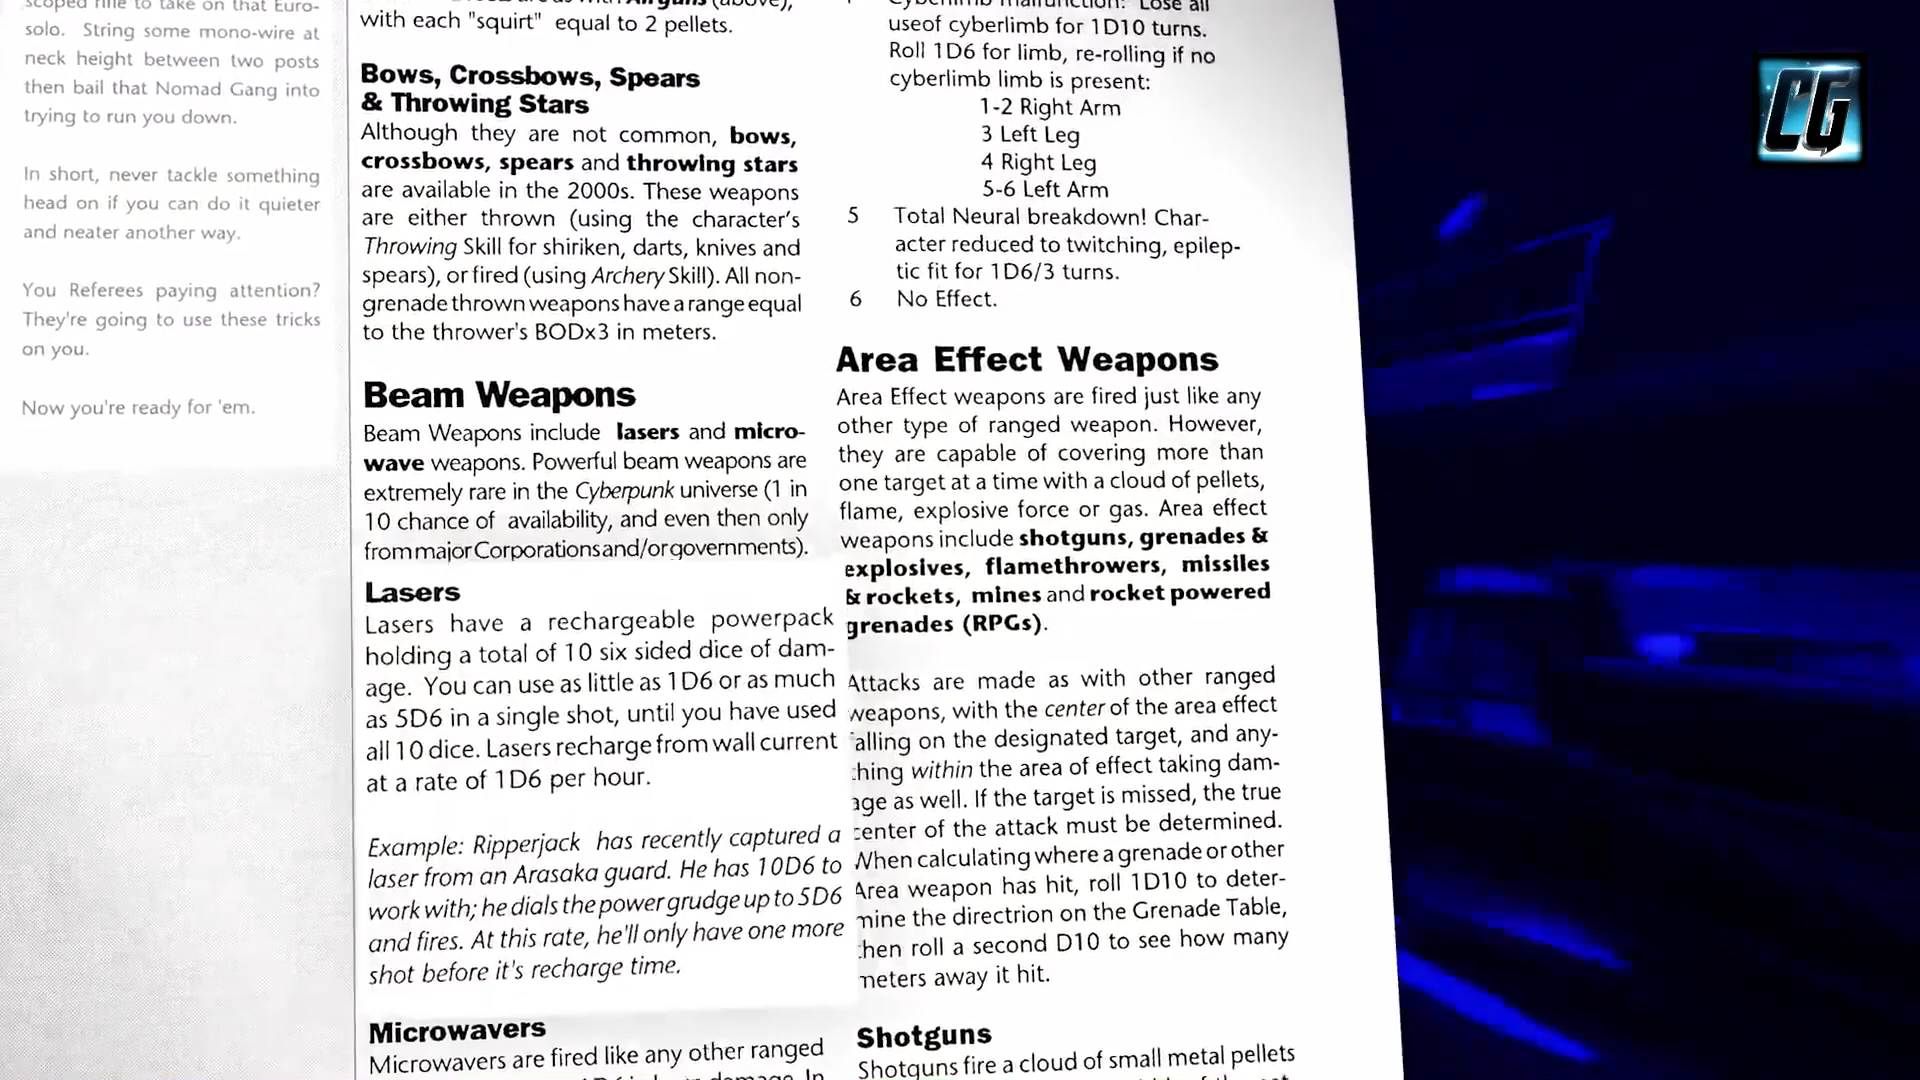 scoped rifle to take on that Euro-
solo. String some mono-wire at
neck height between two posts
then bail that Nomad Gang into
trying to run you down.
In short, never tackle something
head on if you can do it quieter
and neater another way.
You Referees paying attention?
They're going to use these tricks
on you.
Now you're ready for 'em.
with each "squirt" equal to 2 pellets.
Bows, Crossbows, Spears
& Throwing Stars
Although they are not common, bows,
crossbows, spears and throwing stars
are available in the 2000s. These weapons
are either thrown (using the character's
Throwing Skill for shiriken, darts, knives and
spears), or fired (using Archery Skill). All non-
grenade thrown weapons have a range equal
to the thrower's BODx3 in meters.
Beam Weapons
Beam Weapons include lasers and micro-
wave weapons. Powerful beam weapons are
extremely rare in the Cyberpunk universe (1 in
10 chance of availability, and even then only
from major Corporations and/or governments).
Lasers
Lasers have a rechargeable powerpack
holding a total of 10 six sided dice of dam-
age. You can use as little as 1D6 or as much
as 5D6 in a single shot, until you have used
all 10 dice. Lasers recharge from wall current
at a rate of 1D6 per hour.
Example: Ripperjack has recently captured a
laser from an Arasaka guard. He has 10D6 to
work with; he dials the power grudge up to 5D6
and fires. At this rate, he'll only have one more
shot before it's recharge time.
Microwavers
Microwavers are fired like any other ranged
Cyberlimb malfunction: Lose all
useof cyberlimb for 1D10 turns.
Roll 1D6 for limb, re-rolling if no
cyberlimb limb is present:
1-2 Right Arm
3 Left Leg
4 Right Leg
5-6 Left Arm
5 Total Neural breakdown! Char-
acter reduced to twitching, epilep-
tic fit for 1D6/3 turns.
6 No Effect.
Area Effect Weapons
Area Effect weapons are fired just like any
other type of ranged weapon. However,
they are capable of covering more than
one target at a time with a cloud of pellets,
flame, explosive force or gas. Area effect
weapons include shotguns, grenades &
explosives, flamethrowers, missiles
& rockets, mines and rocket powered
grenades (RPGs).
Attacks are made as with other ranged
weapons, with the center of the area effect
falling on the designated target, and any-
thing within the area of effect taking dam-
age as well. If the target is missed, the true
center of the attack must be determined.
When calculating where a grenade or other
Area weapon has hit, roll 1D10 to deter-
mine the directrion on the Grenade Table,
then roll a second D10 to see how many
meters away it hit.
Shotguns
Shotguns fire a cloud of small metal pellets
CG